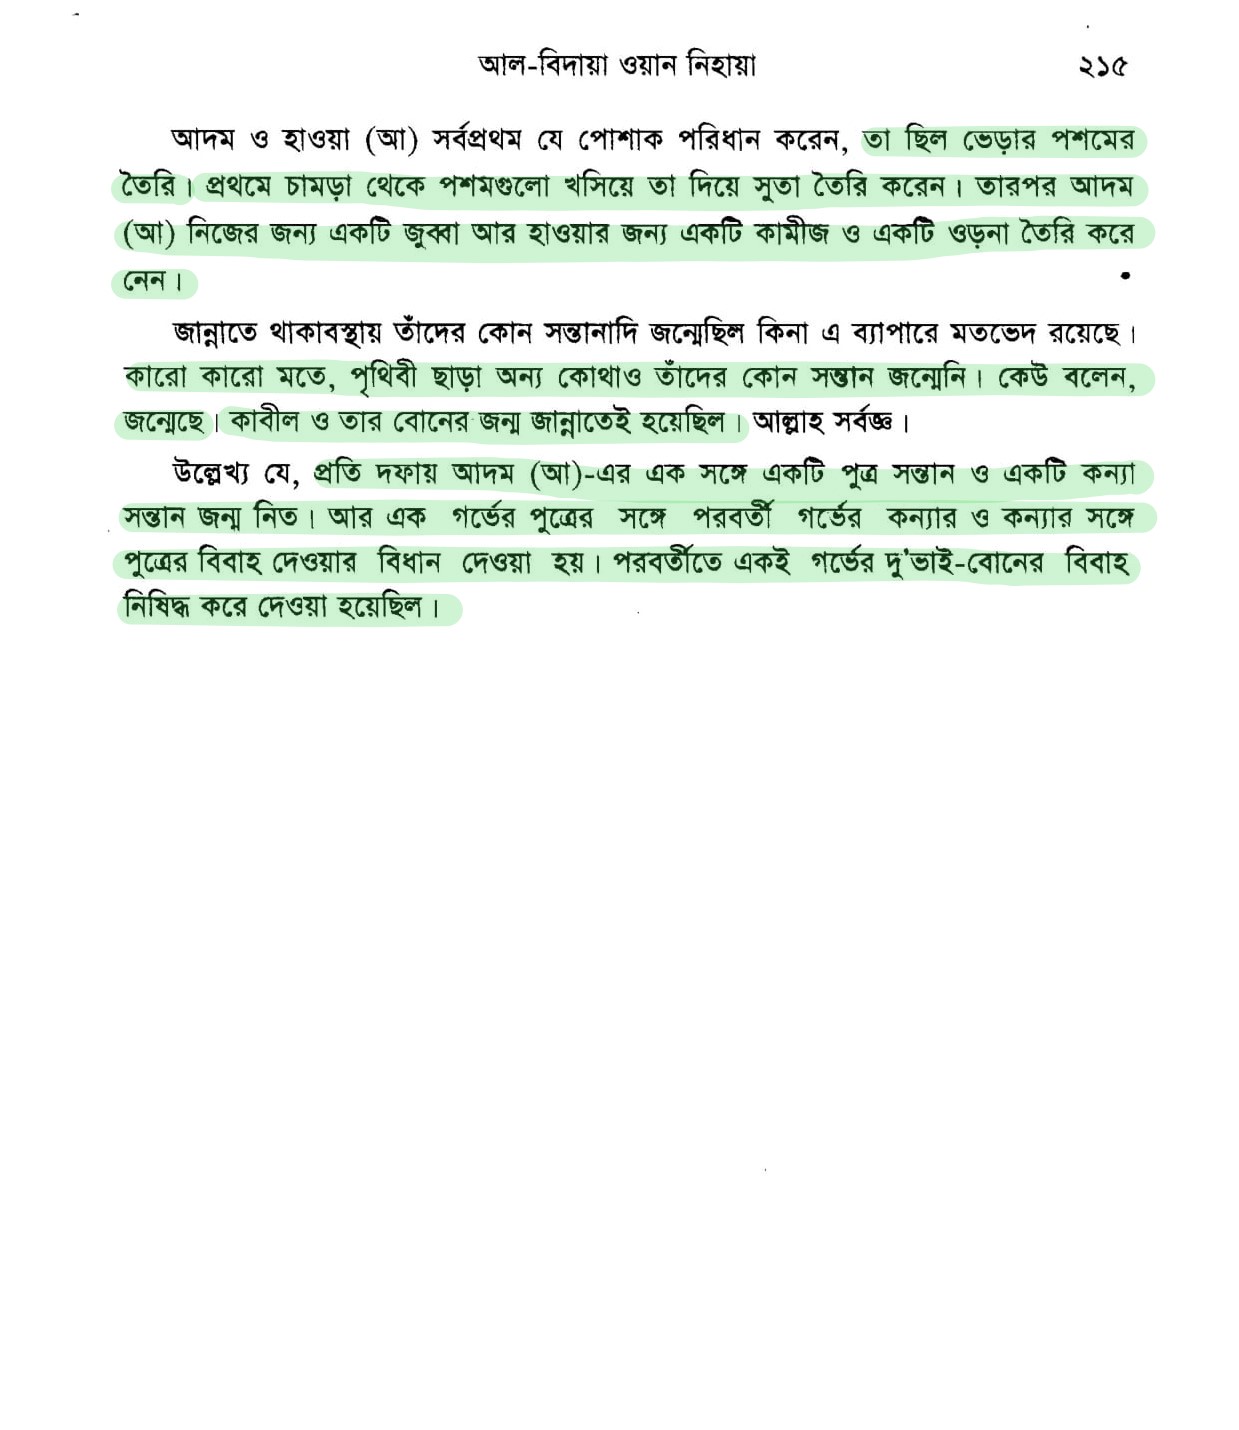 আল-বিদায়া ওয়ান নিহায়া ২১৫
আদম ও হাওয়া (আ) সর্বপ্রথম যে পোশাক পরিধান করেন, তা ছিল ভেড়ার পশমের
তৈরি। প্রথমে চামড়া থেকে পশমগুলো খসিয়ে তা দিয়ে সুতা তৈরি করেন। তারপর আদম
(আ) নিজের জন্য একটি জুব্বা আর হাওয়ার জন্য একটি কামীজ ও একটি ওড়না তৈরি করে
নেন।
জান্নাতে থাকাবস্থায় তাঁদের কোন সন্তানাদি জন্মেছিল কিনা এ ব্যাপারে মতভেদ রয়েছে।
কারো কারো মতে, পৃথিবী ছাড়া অন্য কোথাও তাঁদের কোন সন্তান জন্মেনি। কেউ বলেন,
জন্মেছে। কাবীল ও তার বোনের জন্ম জান্নাতেই হয়েছিল। আল্লাহ সর্বজ্ঞ।
উল্লেখ্য যে, প্রতি দফায় আদম (আ)-এর এক সঙ্গে একটি পুত্র সন্তান ও একটি কন্যা
সন্তান জন্ম নিত। আর এক গর্ভের পুত্রের সঙ্গে পরবর্তী গর্ভের কন্যার ও কন্যার সঙ্গে
পুত্রের বিবাহ দেওয়ার বিধান দেওয়া হয়। পরবর্তীতে একই গর্ভের দু'ভাই-বোনের বিবাহ
নিষিদ্ধ করে দেওয়া হয়েছিল।